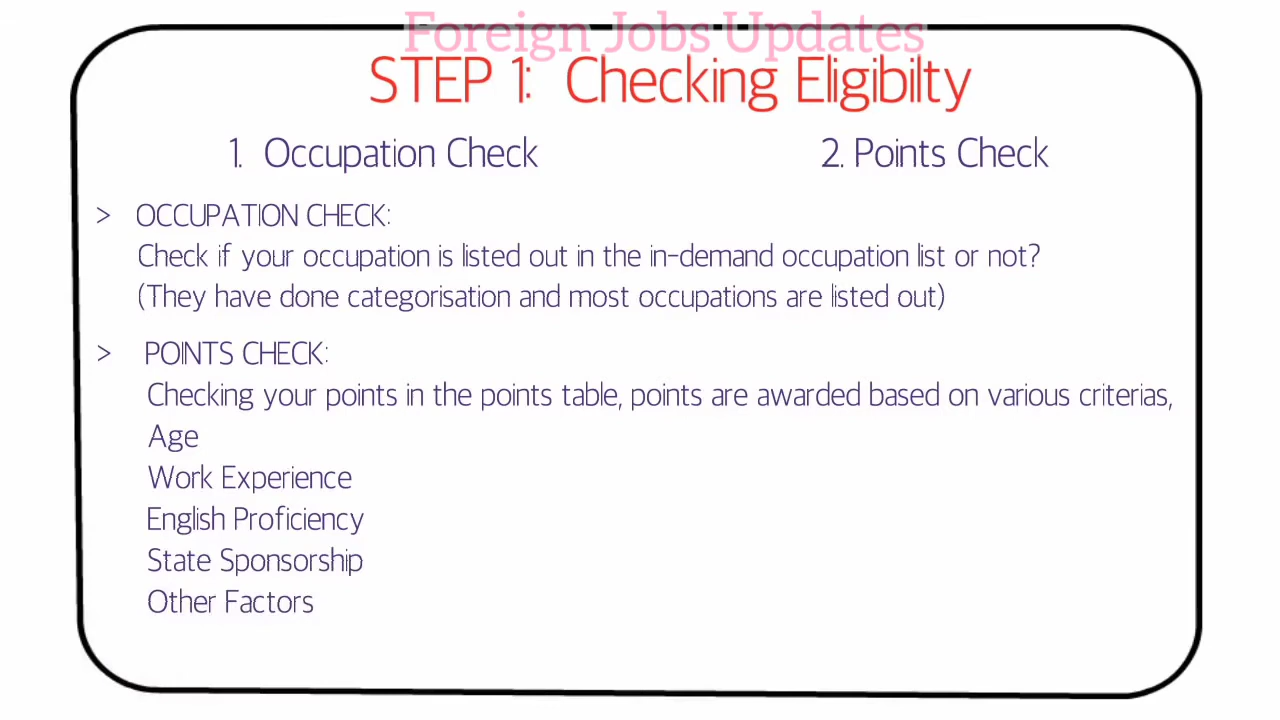 Foreign Jobs Updates
STEP 1: Checking Eligibilty
1. Occupation Check
2. Points Check
> OCCUPATION CHECK:
Check if your occupation is listed out in the in-demand occupation list or not?
(They have done categorisation and most occupations are listed out)
> POINTS CHECK:
Checking your points in the points table, points are awarded based on various criterias,
Age
Work Experience
English Proficiency
State Sponsorship
Other Factors